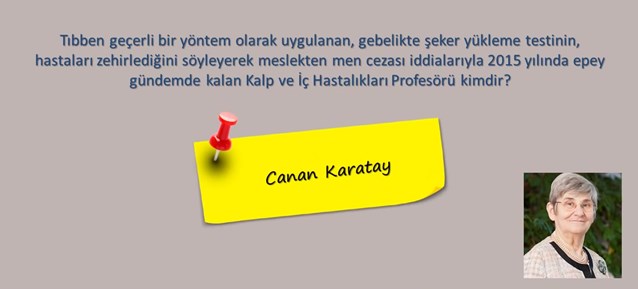 Tıbben geçerli bir yöntem olarak uygulanan, gebelikte şeker yükleme testinin,
hastaları zehirlediğini söyleyerek meslekten men cezası iddialarıyla 2015 yılında epey
gündemde kalan Kalp ve İç Hastalıkları Profesörü kimdir?
Canan Karatay